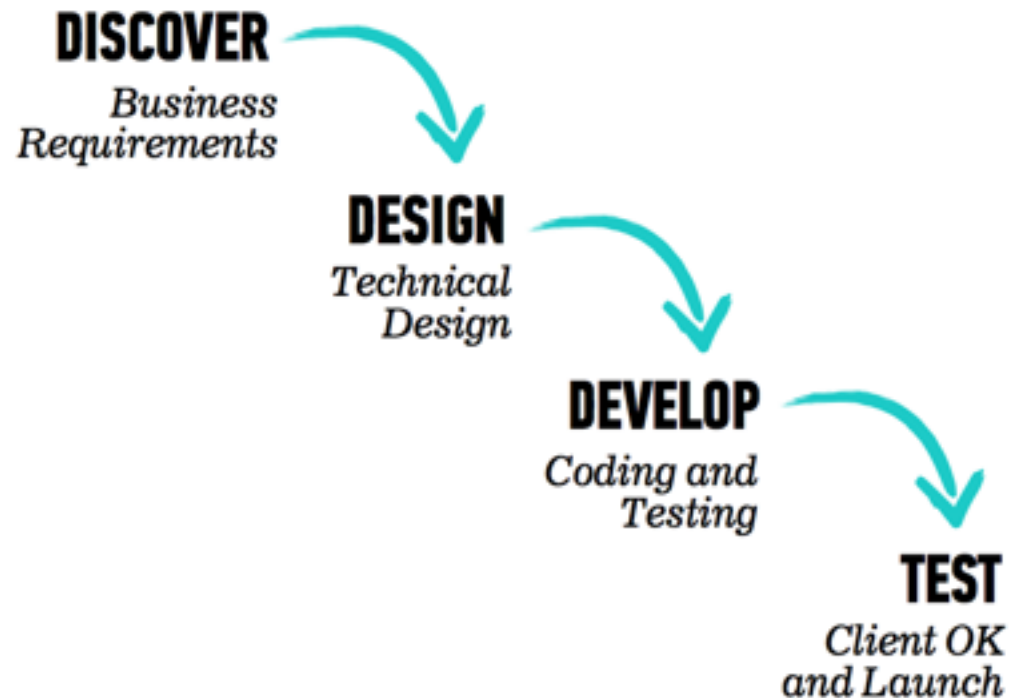 DISCOVER
Business
Requirements
DESIGN
Technical
Design
DEVELOP
Coding and
Testing
TEST
Client OK
and Launch